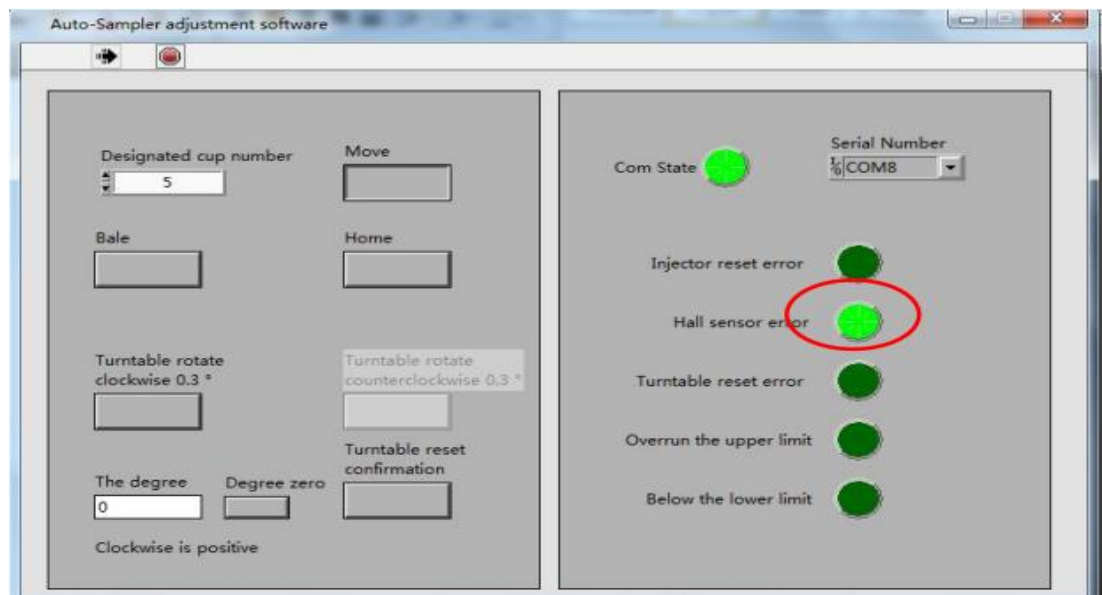 Auto-Sampler adjustment software
Designated cup number
5
Move
Bale
Home
Turntable rotate
clockwise 0.3 °
Turntable rotate
counterclockwise 0.3 °
Turntable reset
confirmation
The degree
0
Degree zero
Clockwise is positive
Com State
Serial Number
COM8
Injector reset error
Hall sensor error
Turntable reset error
Overrun the upper limit
Below the lower limit